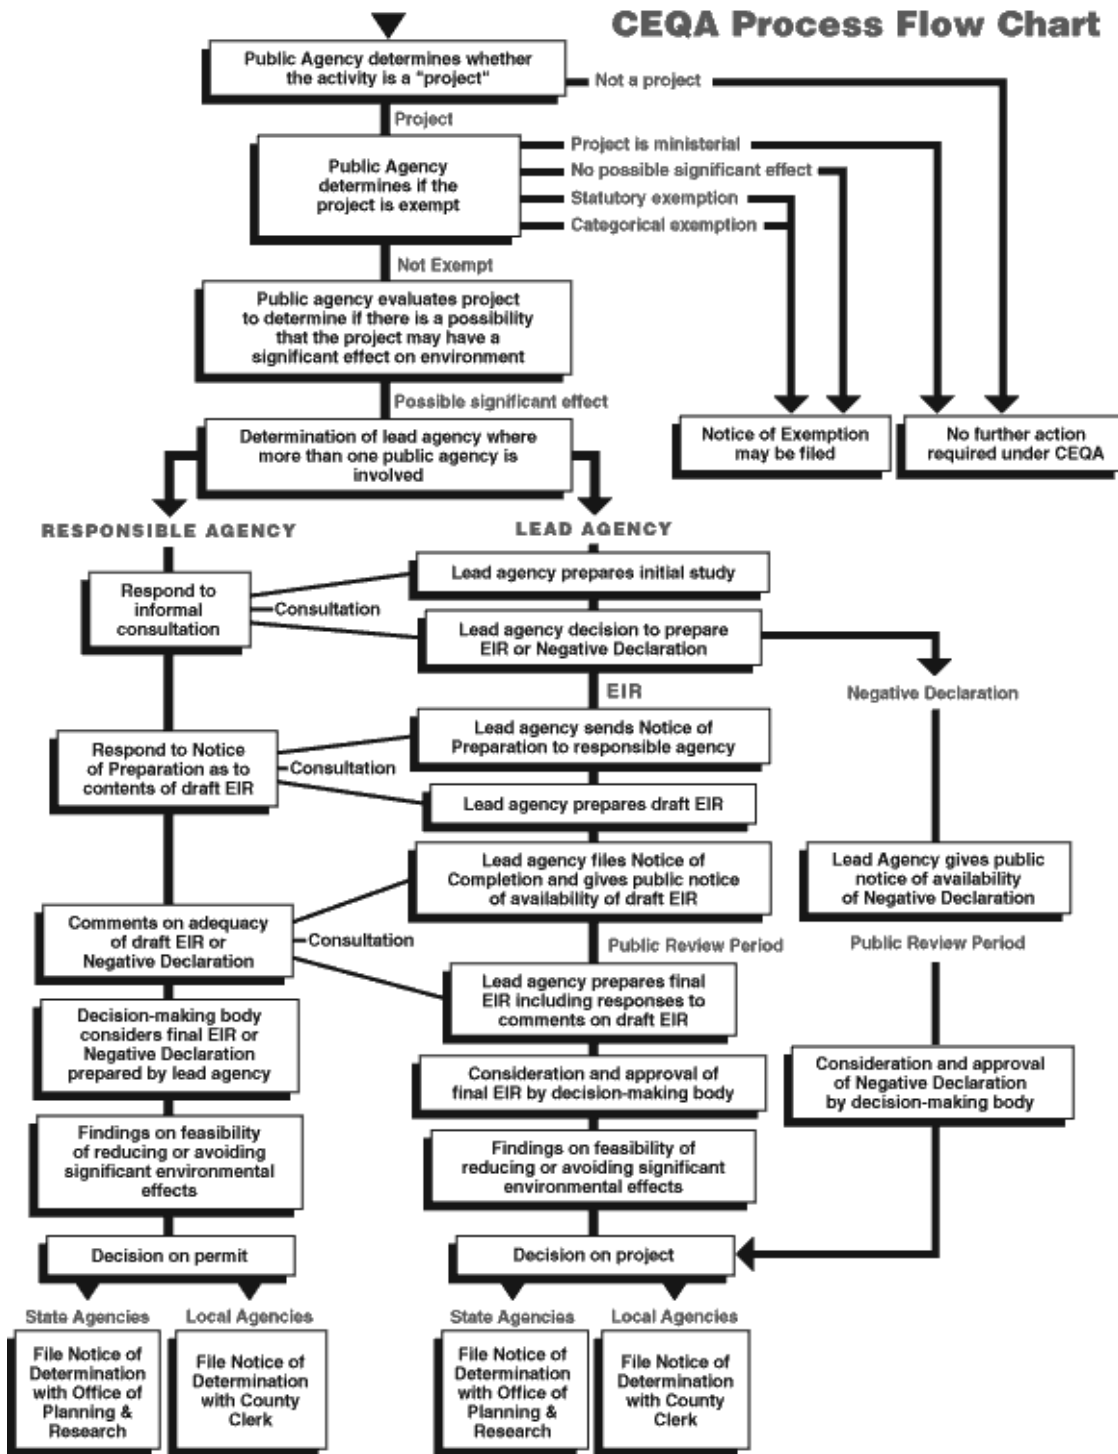 CEQA Process Flow Chart
Public Agency determines whether
the activity is a "project"
Not a project
Project
Public Agency
determines if the
project is exempt
Project is ministerial
No possible significant effect
Statutory exemption
Categorical exemption
Not Exempt
Public agency evaluates project
to determine if there is a possibility
that the project may have a
significant effect on environment
Possible significant effect
Determination of lead agency where
more than one public agency is
involved
Notice of Exemption
may be filed
No further action
required under CEQA
RESPONSIBLE AGENCY
LEAD AGENCY
Respond to
informal
consultation
Consultation
Lead agency prepares initial study
Lead agency decision to prepare
EIR or Negative Declaration
EIR
Negative Declaration
Respond to Notice
of Preparation as to
contents of draft EIR
Consultation
Lead agency sends Notice of
Preparation to responsible agency
Lead agency prepares draft EIR
Lead agency files Notice of
Completion and gives public notice
of availability of draft EIR
Lead Agency gives public
notice of availability
of Negative Declaration
Comments on adequacy
of draft EIR or
Negative Declaration
Consultation
Public Review Period
Public Review Period
Lead agency prepares final
EIR including responses to
comments on draft EIR
Decision-making body
considers final EIR or
Negative Declaration
prepared by lead agency
Consideration and approval of
final EIR by decision-making body
Consideration and approval
of Negative Declaration
by decision-making body
Findings on feasibility
of reducing or avoiding
significant environmental
effects
Findings on feasibility of
reducing or avoiding significant
environmental effects
Decision on permit
Decision on project
State Agencies
Local Agencies
State Agencies
Local Agencies
File Notice of
Determination
with Office of
Planning &
Research
File Notice of
Determination
with County
Clerk
File Notice of
Determination
with Office of
Planning &
Research
File Notice of
Determination
with County
Clerk